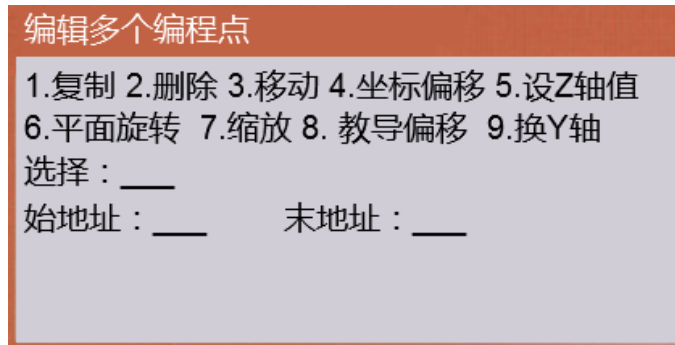 编辑多个编程点
1.复制 2.删除 3.移动 4.坐标偏移 5.设Z轴值
6.平面旋转 7.缩放 8. 教导偏移 9.换Y轴
选择：___
始地址：___ 末地址：___